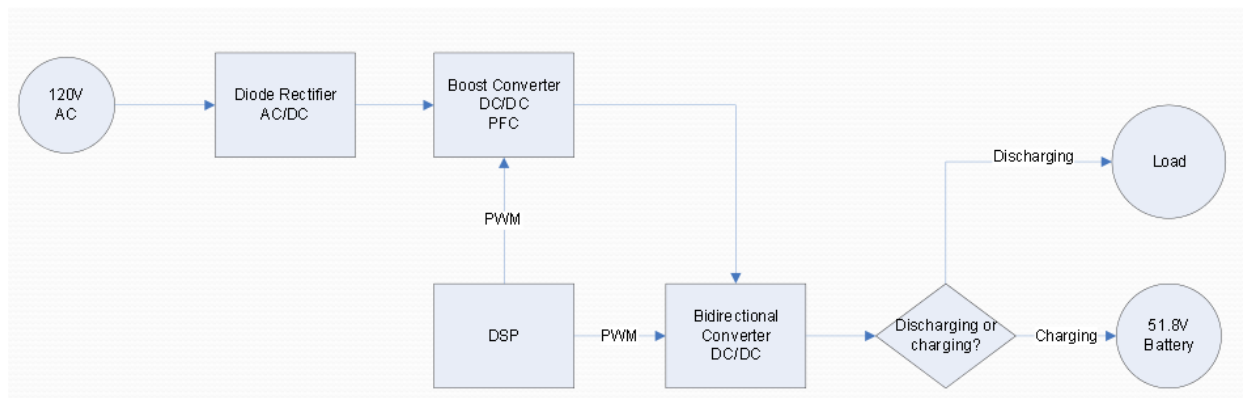 120V
AC
Diode Rectifier
AC/DC
Boost Converter
DC/DC
PFC
PWM
DSP
PWM
Bidirectional
Converter
DC/DC
Discharging or
charging?
Discharging
Load
Charging
51.8V
Battery